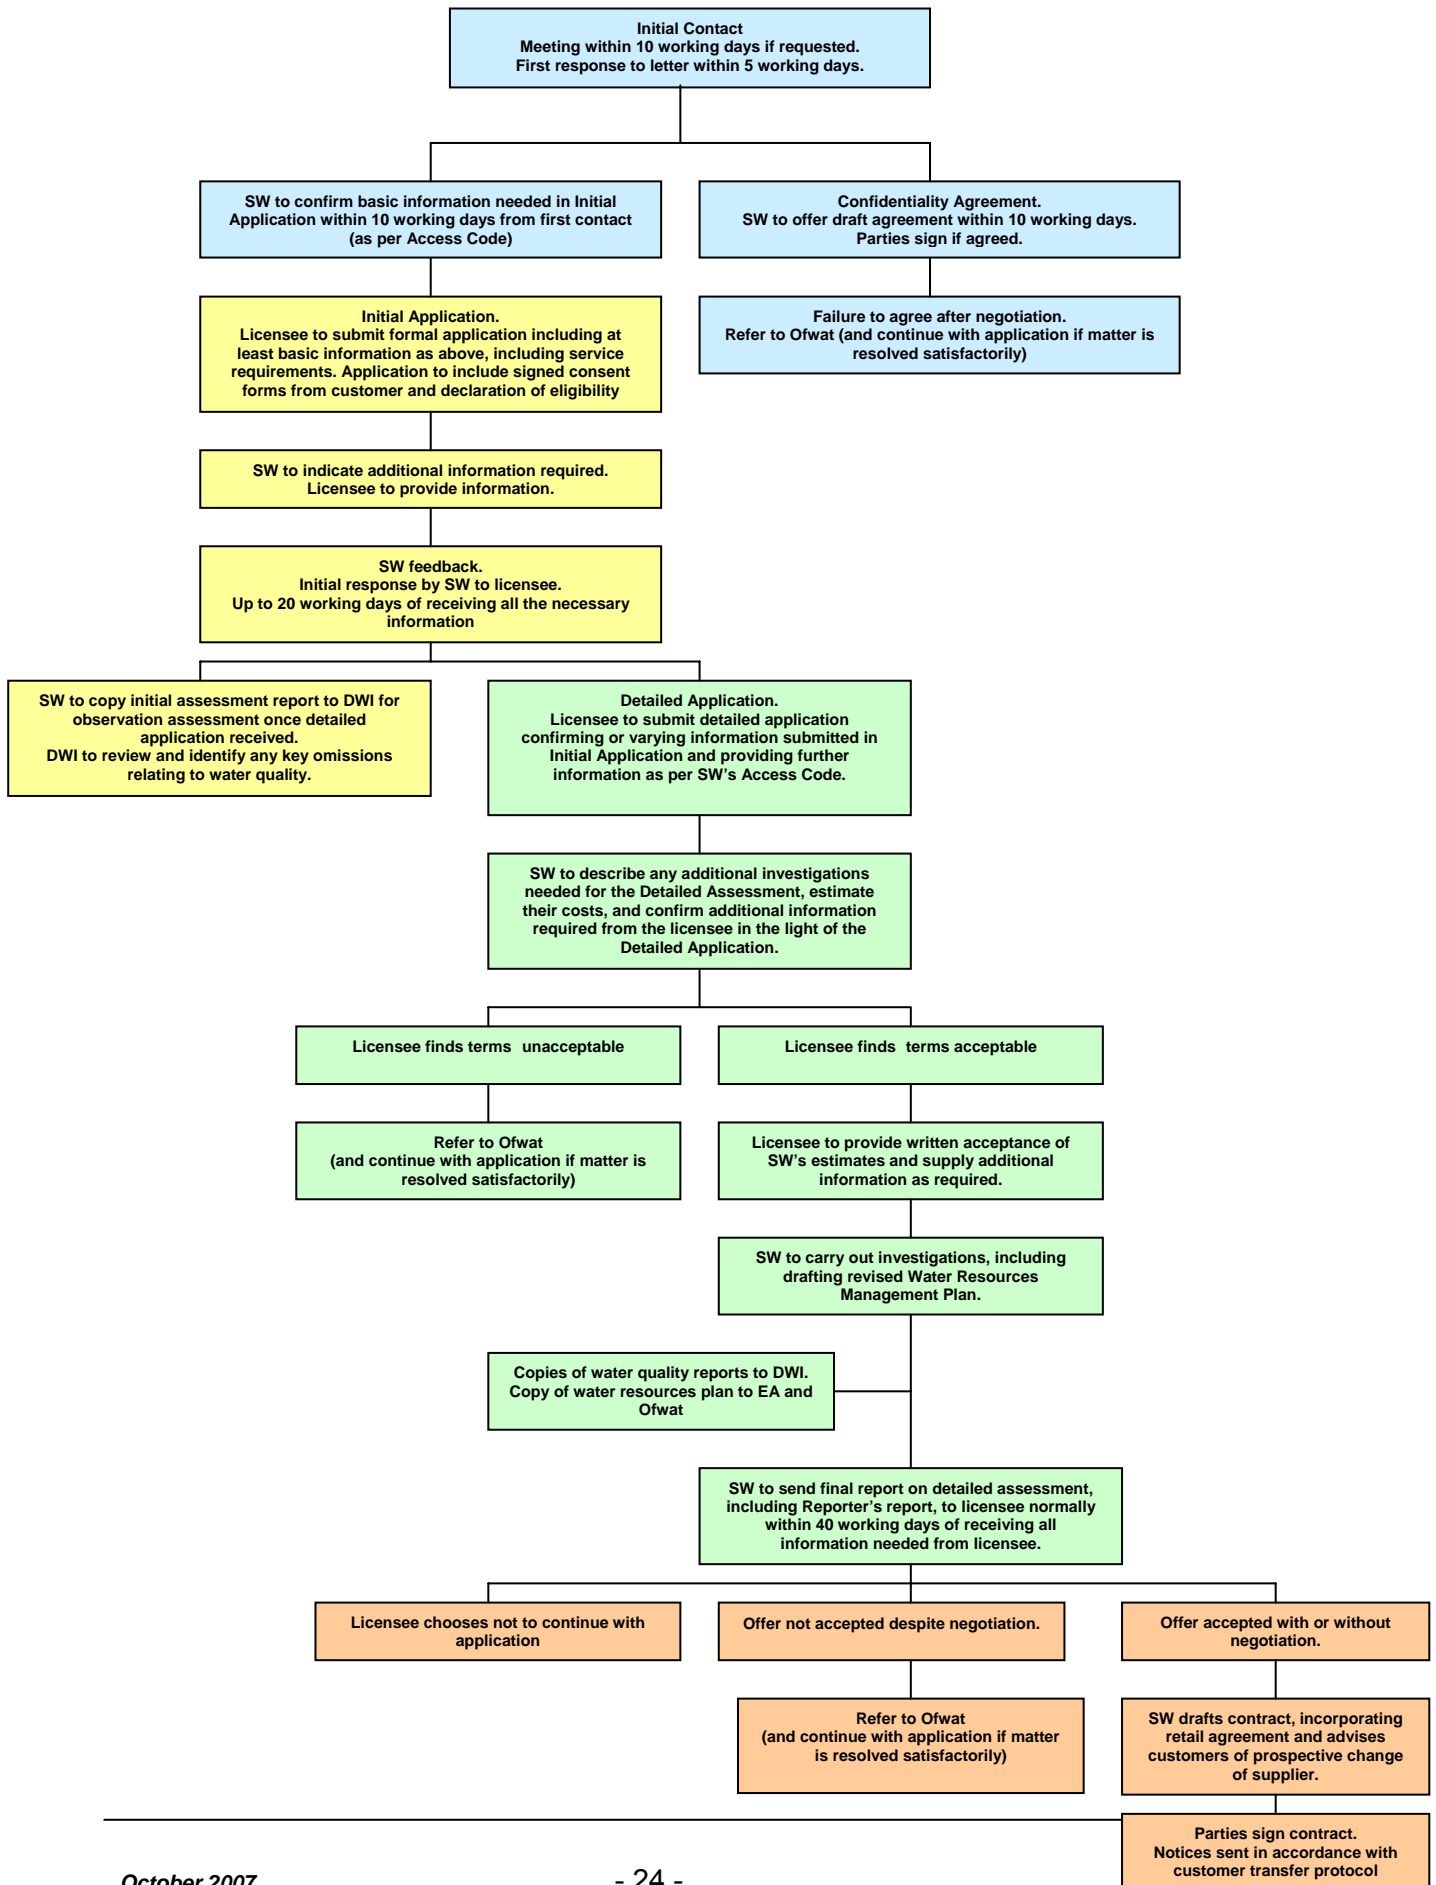 Initial Contact
Meeting within 10 working days if requested.
First response to letter within 5 working days.
SW to confirm basic information needed in Initial
Application within 10 working days from first contact
(as per Access Code)
Confidentiality Agreement.
SW to offer draft agreement within 10 working days.
Parties sign if agreed.
Initial Application.
Licensee to submit formal application including at
least basic information as above, including service
requirements. Application to include signed consent
forms from customer and declaration of eligibility
Failure to agree after negotiation.
Refer to Ofwat (and continue with application if matter is
resolved satisfactorily)
SW to indicate additional information required.
Licensee to provide information.
SW feedback.
Initial response by SW to licensee.
Up to 20 working days of receiving all the necessary
information
SW to copy initial assessment report to DWI for
observation assessment once detailed
application received.
DWI to review and identify any key omissions
relating to water quality.
Detailed Application.
Licensee to submit detailed application
confirming or varying information submitted in
Initial Application and providing further
information as per SW's Access Code.
SW to describe any additional investigations
needed for the Detailed Assessment, estimate
their costs, and confirm additional information
required from the licensee in the light of the
Detailed Application.
Licensee finds terms unacceptable
Licensee finds terms acceptable
Refer to Ofwat
(and continue with application if matter is
resolved satisfactorily)
Licensee to provide written acceptance of
SW's estimates and supply additional
information as required.
SW to carry out investigations, including
drafting revised Water Resources
Management Plan.
Copies of water quality reports to DWI.
Copy of water resources plan to EA and
Ofwat
SW to send final report on detailed assessment,
including Reporter's report, to licensee normally
within 40 working days of receiving all
information needed from licensee.
Licensee chooses not to continue with
application
Offer not accepted despite negotiation.
Offer accepted with or without
negotiation.
Refer to Ofwat
(and continue with application if matter
is resolved satisfactorily)
SW drafts contract, incorporating
retail agreement and advises
customers of prospective change
of supplier.
Parties sign contract.
Notices sent in accordance with
customer transfer protocol
October 2007
- 24 -